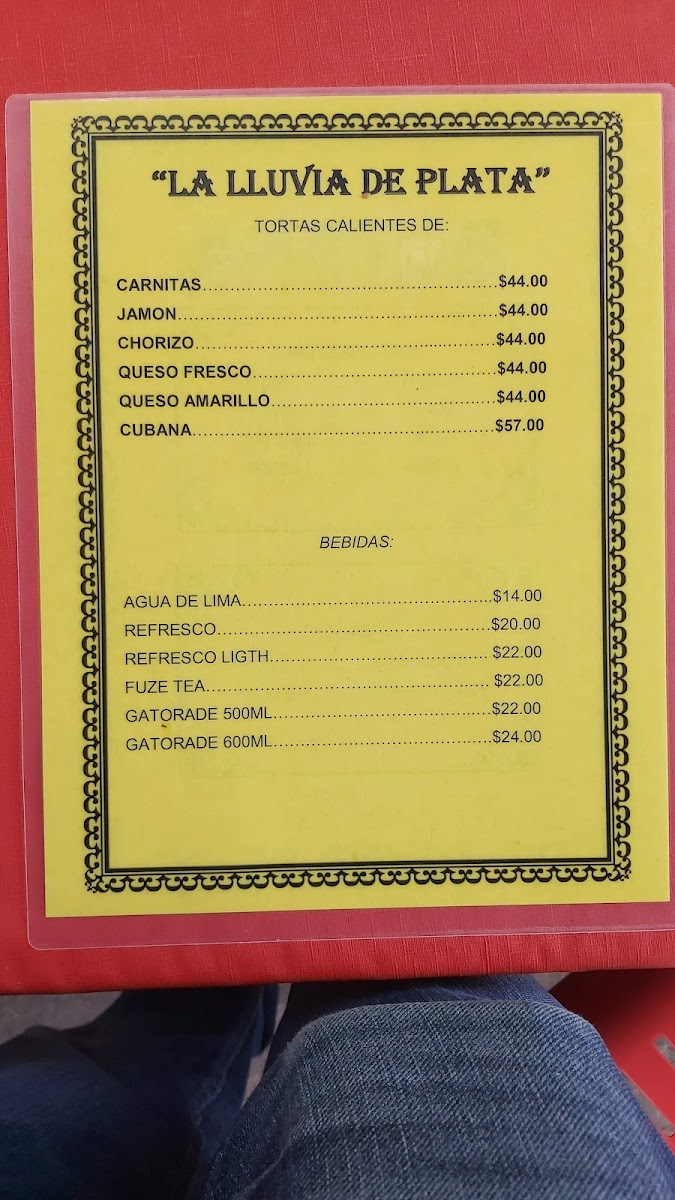 “LA LLUVIA DE PLATA”
TORTAS CALIENTES DE:
CARNITAS........................................................$44.00
JAMON............................................................$44.00
CHORIZO.........................................................$44.00
QUESO FRESCO..............................................$44.00
QUESO AMARILLO..........................................$44.00
CUBANA.........................................................$57.00
BEBIDAS:
AGUA DE LIMA................................................$14.00
REFRESCO....................................................$20.00
REFRESCO LIGTH.......................................... $22.00
FUZE TEA...................................................... $22.00
GATORADE 500ML..........................................$22.00
GATORADE 600ML..........................................$24.00